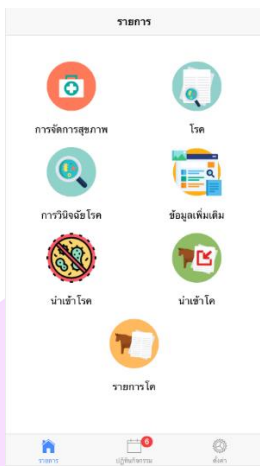 รายการ
การจัดการสุขภาพ
โรค
การวินิจฉัยโรค
ข้อมูลเพิ่มเติม
นำเข้าโรค
นำเข้าโค
รายการโค
6
รายการ
ปฏิทินกิจกรรม
ตั้งค่า